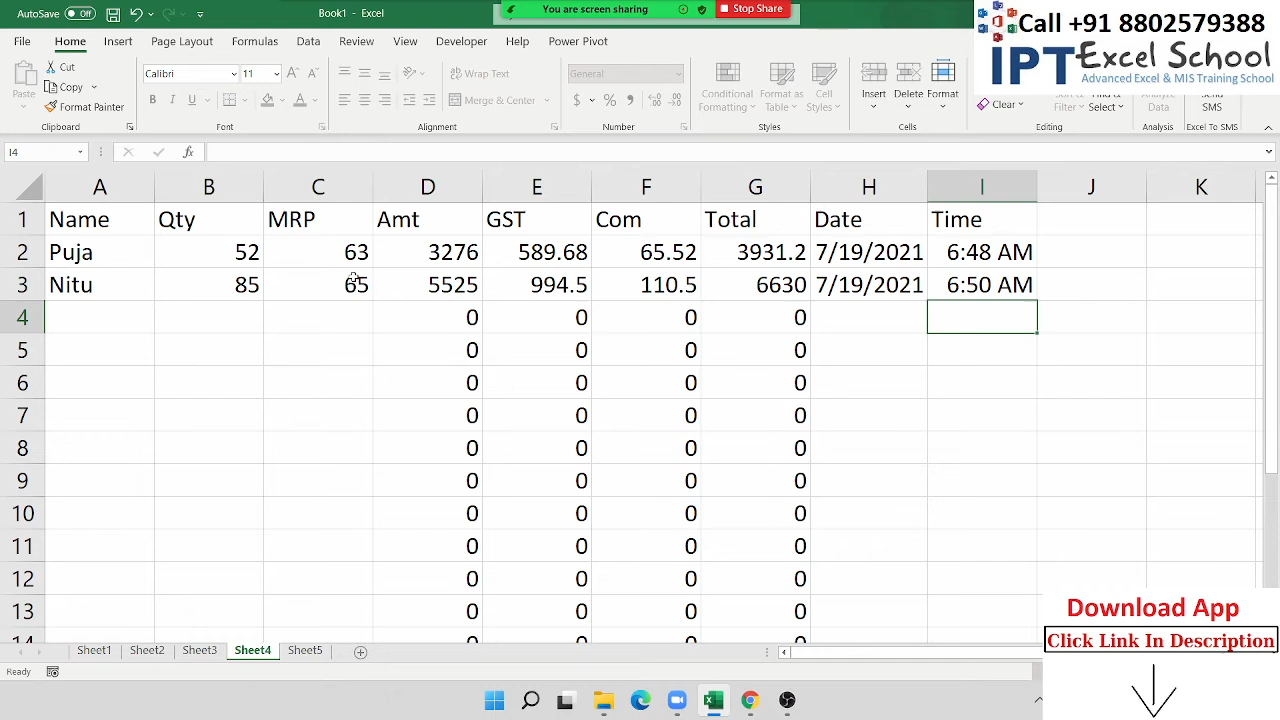 AutoSave Off
Book1 - Excel
You are screen sharing
Stop Share
Call +91 8802579388
IPT Excel School
Advanced Excel & MIS Training School
File Home Insert Page Layout Formulas Data Review View Developer Help Power Pivot
Paste
Cut
Copy
Format Painter
Calibri 11
B I U
Wrap Text
Merge & Center
General
Conditional Formatting
Format as Table
Cell Styles
Insert Delete Format
Clear
Sort & Filter
Find & Select
Analyze Data
Send SMS
Clipboard Font Alignment Number Styles Cells Editing Analysis Excel To SMS
I4
fx
A B C D E F G H I J K
1 Name Qty MRP Amt GST Com Total Date Time
2 Puja 52 63 3276 589.68 65.52 3931.2 7/19/2021 6:48 AM
3 Nitu 85 65 5525 994.5 110.5 6630 7/19/2021 6:50 AM
4 0 0 0 0
5 0 0 0 0
6 0 0 0 0
7 0 0 0 0
8 0 0 0 0
9 0 0 0 0
10 0 0 0 0
11 0 0 0 0
12 0 0 0 0
13 0 0 0 0
14
Sheet1 Sheet2 Sheet3 Sheet4 Sheet5
Ready
Download App
Click Link In Description